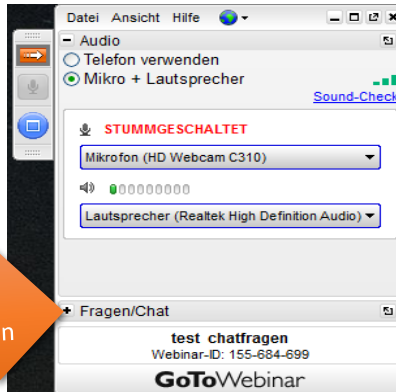 Datei Ansicht Hilfe
Audio
Telefon verwenden
Mikro + Lautsprecher
Sound-Check
STUMMGESCHALTET
Mikrofon (HD Webcam C310)
Lautsprecher (Realtek High Definition Audio)
Fragen/Chat
test chatfragen
Webinar-ID: 155-684-699
GoToWebinar